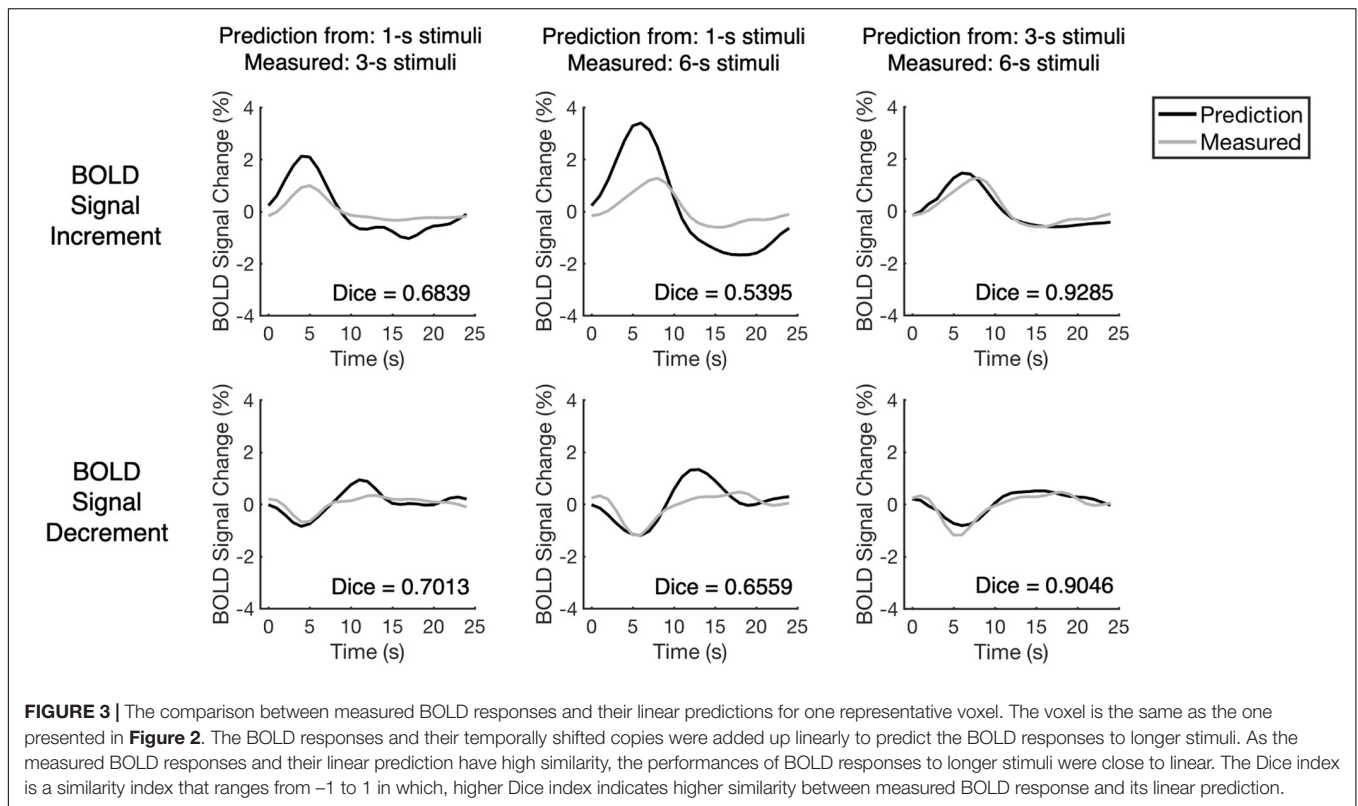 Prediction from: 1-s stimuli
Measured: 3-s stimuli
Prediction from: 1-s stimuli
Measured: 6-s stimuli
Prediction from: 3-s stimuli
Measured: 6-s stimuli
Prediction
Measured
BOLD
Signal
Increment
BOLD Signal Change (%)
4
2
0
-2
-4
Dice = 0.6839
0 5 10 15 20 25
Time (s)
BOLD Signal Change (%)
4
2
0
-2
-4
Dice = 0.5395
0 5 10 15 20 25
Time (s)
BOLD Signal Change (%)
4
2
0
-2
-4
Dice = 0.9285
0 5 10 15 20 25
Time (s)
BOLD
Signal
Decrement
BOLD Signal Change (%)
4
2
0
-2
-4
Dice = 0.7013
0 5 10 15 20 25
Time (s)
BOLD Signal Change (%)
4
2
0
-2
-4
Dice = 0.6559
0 5 10 15 20 25
Time (s)
BOLD Signal Change (%)
4
2
0
-2
-4
Dice = 0.9046
0 5 10 15 20 25
Time (s)
FIGURE 3 | The comparison between measured BOLD responses and their linear predictions for one representative voxel. The voxel is the same as the one
presented in Figure 2. The BOLD responses and their temporally shifted copies were added up linearly to predict the BOLD responses to longer stimuli. As the
measured BOLD responses and their linear prediction have high similarity, the performances of BOLD responses to longer stimuli were close to linear. The Dice index
is a similarity index that ranges from –1 to 1 in which, higher Dice index indicates higher similarity between measured BOLD response and its linear prediction.